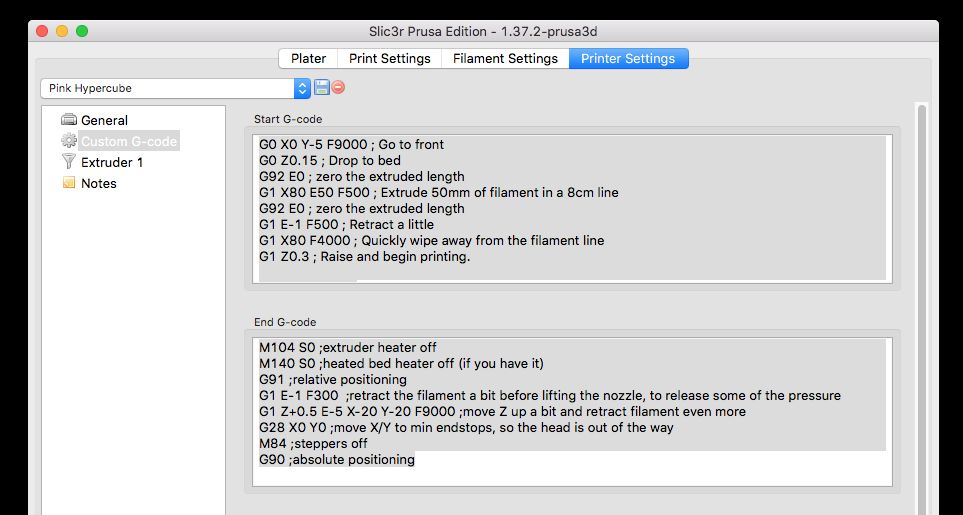 Slic3r Prusa Edition - 1.37.2-prusa3d
Plater Print Settings Filament Settings Printer Settings
Pink Hypercube
General
Custom G-code
Extruder 1
Notes
Start G-code
G0 X0 Y-5 F9000 ; Go to front
G0 Z0.15 ; Drop to bed
G92 E0 ; zero the extruded length
G1 X80 E50 F500 ; Extrude 50mm of filament in a 8cm line
G92 E0 ; zero the extruded length
G1 E-1 F500 ; Retract a little
G1 X80 F4000 ; Quickly wipe away from the filament line
G1 Z0.3 ; Raise and begin printing.
End G-code
M104 S0 ;extruder heater off
M140 S0 ;heated bed heater off (if you have it)
G91 ;relative positioning
G1 E-1 F300  ;retract the filament a bit before lifting the nozzle, to release some of the pressure
G1 Z+0.5 E-5 X-20 Y-20 F9000 ;move Z up a bit and retract filament even more
G28 X0 Y0 ;move X/Y to min endstops, so the head is out of the way
M84 ;steppers off
G90 ;absolute positioning